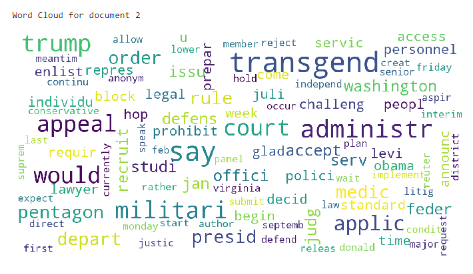 Word Cloud for document 2
trump
meantim
allow
u
lower
member
reject
servic
access
order
prepar
transgend
creat
personnel
enlist
repres
issu
come
senior
friday
continu
anonym
hold
independ
washington
individu
block
legal
rule
juli
occur
challeng
peopl
aspir
conservative
hop
defens
week
interim
appeal
speak
prohibit
court
administr
suprem
last
recruit
feb
say
glad
accept
plan
levi
announc
district
requir
currently
studi
panel
serv
obama
reuter
would
offici
polici
wait
implement
lawyer
rather
jan
virginia
decid
medic
litig
expect
pentagon
militari
submit
law
standard
feder
direct
monday
start
author
begin
judg
applic
condit
request
depart
presid
septemb
time
major
first
justic
defend
releas
donald